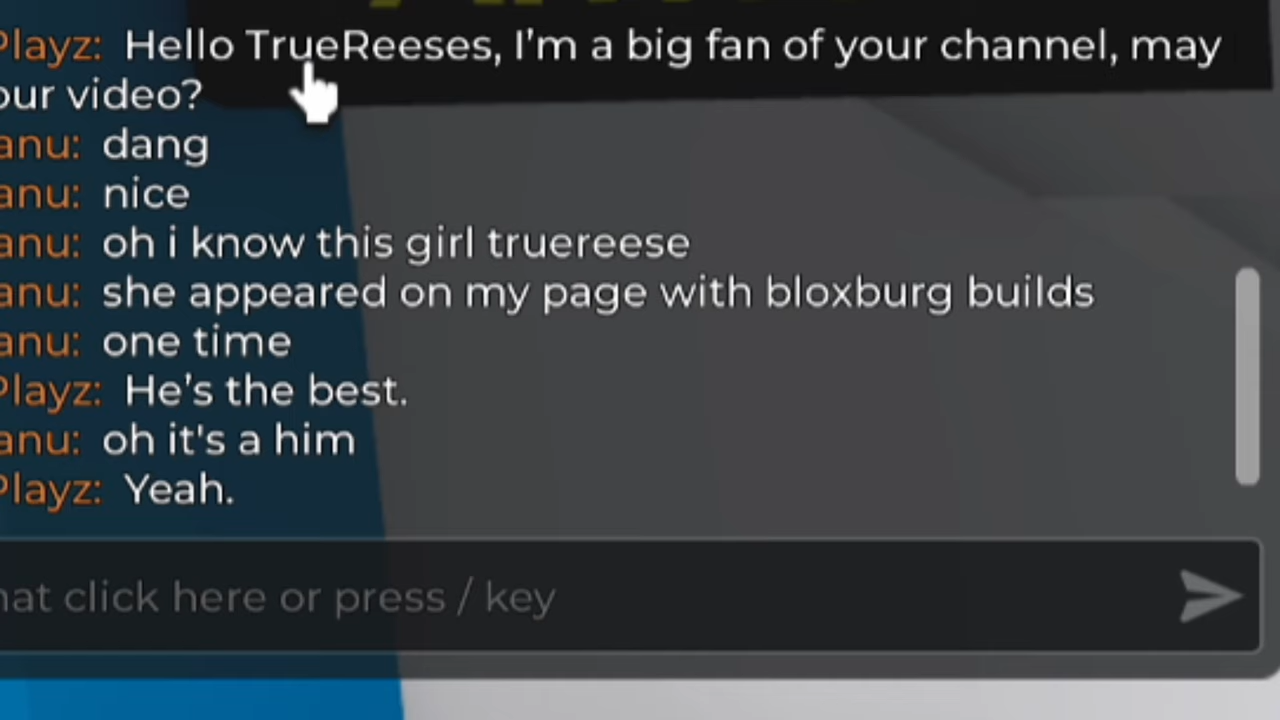 Playz: Hello TrueReeses, I'm a big fan of your channel, may
our video?
anu: dang
anu: nice
anu: oh i know this girl truereese
anu: she appeared on my page with bloxburg builds
anu: one time
Playz: He's the best.
anu: oh it's a him
Playz: Yeah.
hat click here or press / key